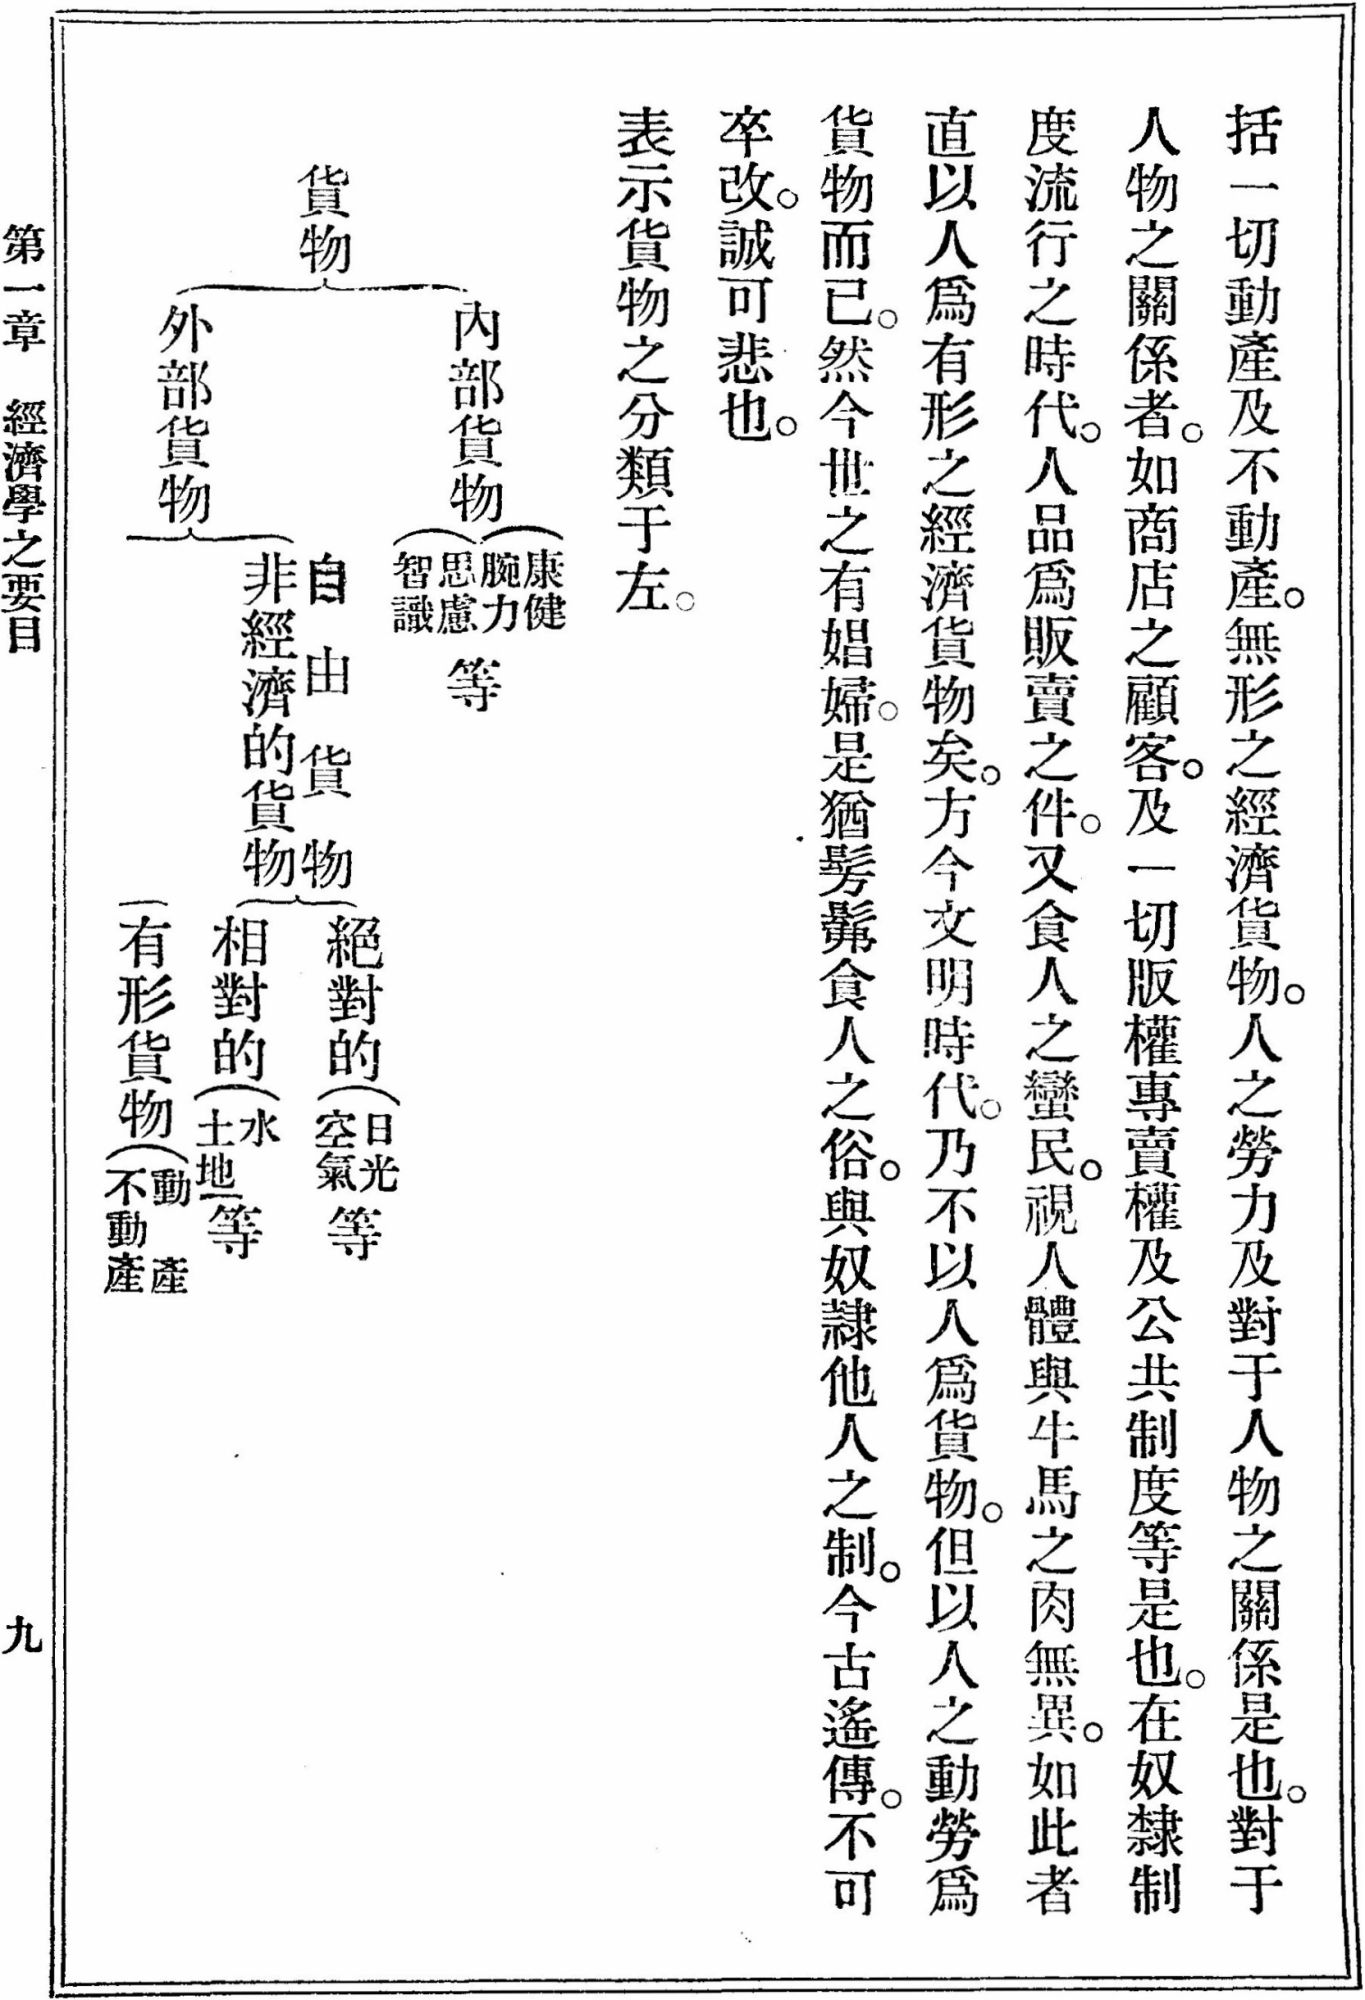 括一切動產及不動產。無形之經濟貨物。人之勞力及對于人物之關係是也。對于
人物之關係者。如商店之顧客。及一切版權專賣權及公共制度等是也。在奴隸制
度流行之時代。人品爲販賣之件。又食人之蠻民。視人體與牛馬之肉無異。如此者
直以人爲有形之經濟貨物矣。方今文明時代。乃不以人爲貨物。但以人之動勞爲
貨物而已。然今世之有娼婦。是猶髣髴食人之俗。與奴隷他人之制。今古遙傳。不可
卒改。誠可悲也。
表示貨物之分類于左。
貨物
內部貨物
康健
腕力
思慮
智識
等
外部貨物
自由貨物
非經濟的貨物
絕對的
日光
空氣
等
相對的
水
土地
等
有形貨物
動產
不動產
第一章 經濟學之要目
九